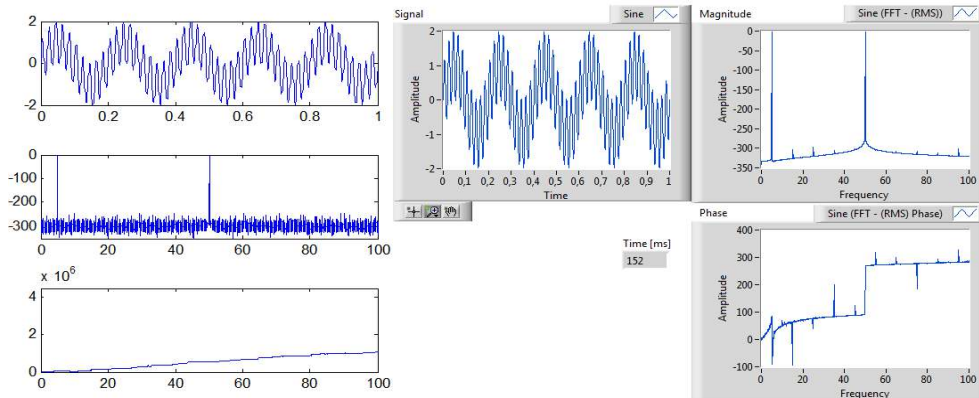 2
0
-2
0 0.2 0.4 0.6 0.8 1
0
-100
-200
-300
0 20 40 60 80 100
x 10^6
4
2
0
0 20 40 60 80 100
Signal
Sine
Amplitude
2
1
0
-1
-2
0 0,1 0,2 0,3 0,4 0,5 0,6 0,7 0,8 0,9 1
Time
Time [ms]
152
Magnitude
Sine (FFT - (RMS))
Amplitude
0
-50
-100
-150
-200
-250
-300
-350
0 20 40 60 80 100
Frequency
Phase
Sine (FFT - (RMS) Phase)
Amplitude
400
300
200
100
0
-100
0 20 40 60 80 100
Frequency